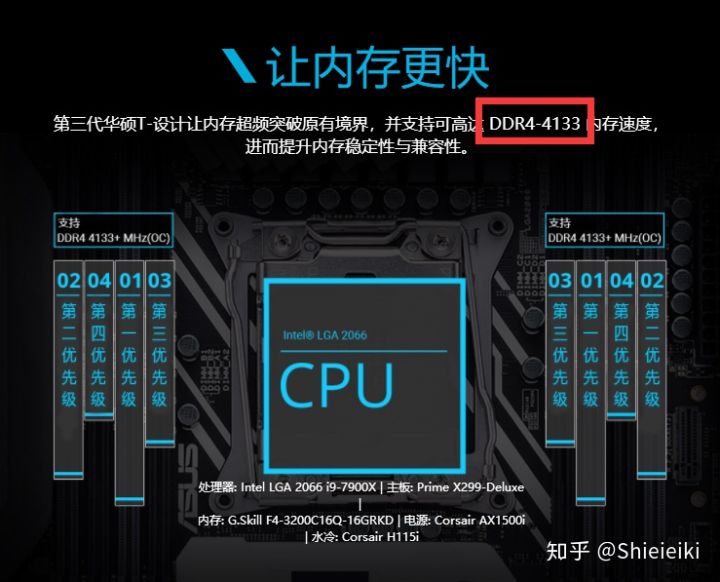 让内存更快
第三代华硕T-设计让内存超频突破原有境界，并支持可高达 DDR4-4133 内存速度，
进而提升内存稳定性与兼容性。
支持
DDR4 4133+ MHz(OC)
02 04 01 03
第二优先级
第四优先级
第一优先级
第三优先级
支持
DDR4 4133+ MHz(OC)
03 01 04 02
第三优先级
第一优先级
第四优先级
第二优先级
Intel® LGA 2066
CPU
ASUS
处理器: Intel LGA 2066 i9-7900X | 主板: Prime X299-Deluxe
|
内存: G.Skill F4-3200C16Q-16GRKD | 电源: Corsair AX1500i
| 水冷: Corsair H115i
知乎 @Shieieiki